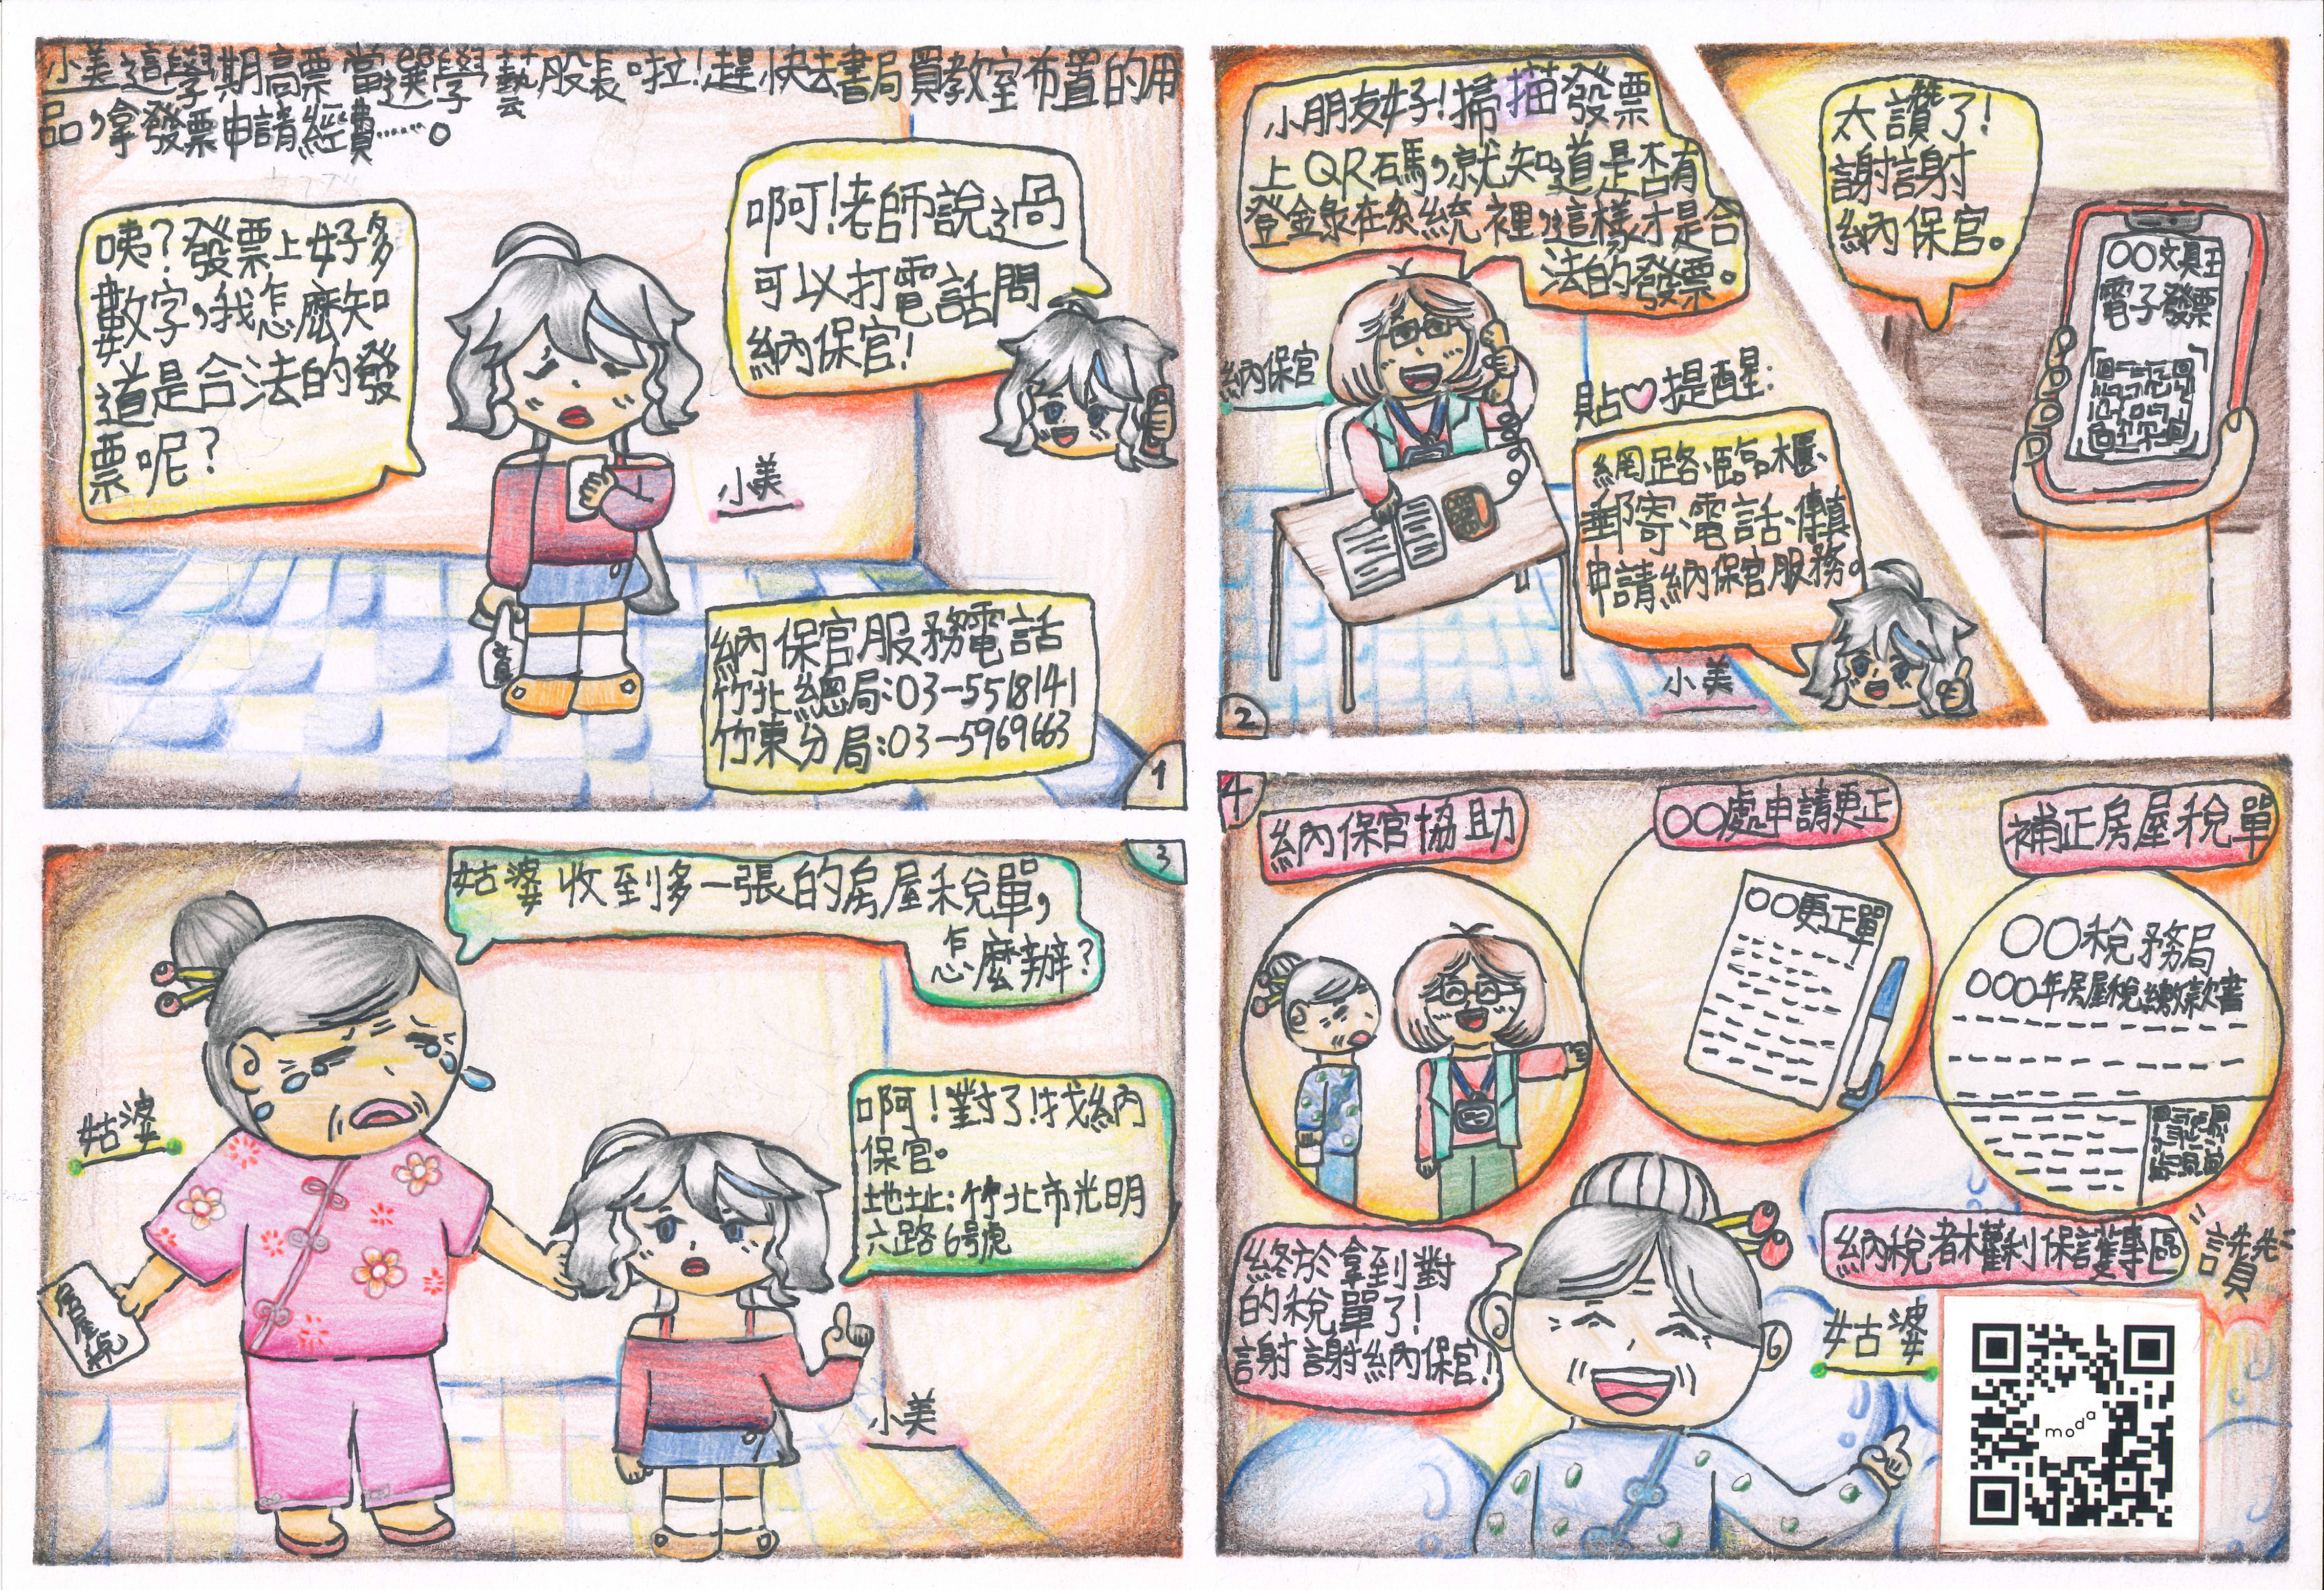 小美這學期高票當選學藝股長啦！趕快去書局買教室布置的用
品，拿發票申請經費……。
咦？發票上好多
數字，我怎麼知
道是合法的發
票呢？
啊！老師說過
可以打電話問
納保官！
小美
納保官服務電話
竹北總局：03-5518141
竹東分局：03-5969663
1
小朋友好！掃描發票
上QR碼，就知道是否有
登錄在系統裡，這樣才是合
法的發票。
納保官
貼♡提醒：
網路、臨櫃、
郵寄、電話、傳真
申請納保官服務。
小美
2
太讚了！
謝謝
納保官。
○○文具王
電子發票
3
姑婆收到多一張的房屋稅單，
怎麼辦？
姑婆
房屋稅
啊！對了！找納
保官。
地址：竹北市光明
六路6號
小美
4
納保官協助
○○處申請更正
補正房屋稅單
○○更正單
○○稅務局
○○○年房屋稅繳款書
終於拿到對
的稅單了！
謝謝納保官！
納稅者權利保護專區
讚
姑婆
moda